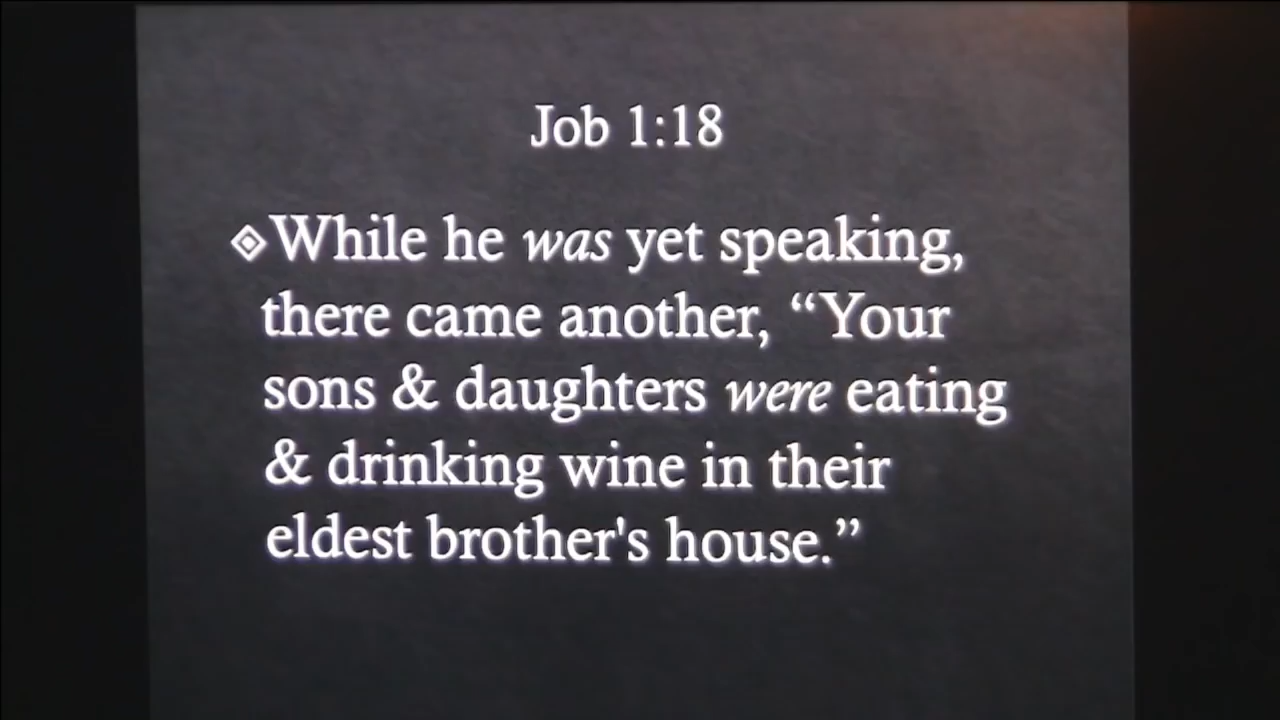 Job 1:18
◈While he was yet speaking,
there came another, “Your
sons & daughters were eating
& drinking wine in their
eldest brother's house.”